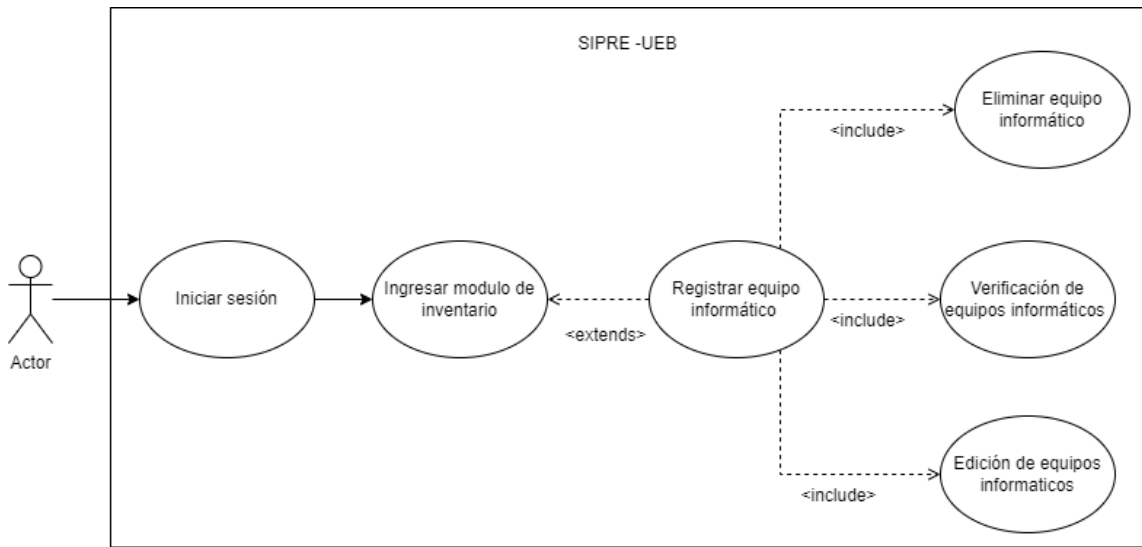 SIPRE -UEB
Eliminar equipo
informático
<include>
Iniciar sesión
Ingresar modulo de
inventario
<extends>
Registrar equipo
informático
<include>
Verificación de
equipos informáticos
Actor
Edición de equipos
informaticos
<include>